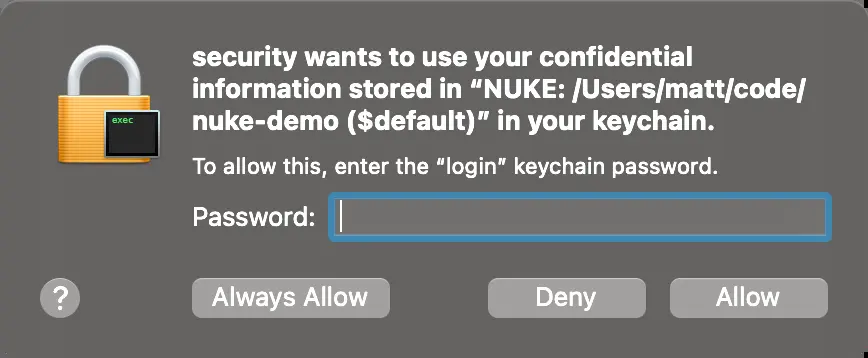 security wants to use your confidential
information stored in “NUKE: /Users/matt/code/
nuke-demo ($default)” in your keychain.
exec
To allow this, enter the “login” keychain password.
Password:
?
Always Allow
Deny
Allow